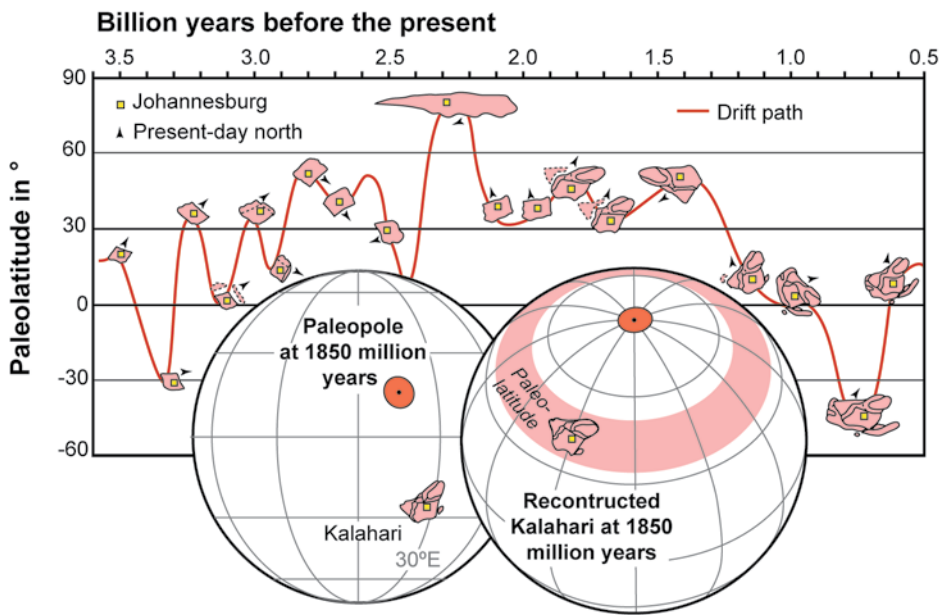 Billion years before the present
3.5 3.0 2.5 2.0 1.5 1.0 0.5
Paleolatitude in °
90
60
30
0
-30
-60
Johannesburg
Present-day north
Drift path
Paleopole
at 1850 million
years
Kalahari
30ºE
Paleo-
latitude
Recontructed
Kalahari at 1850
million years